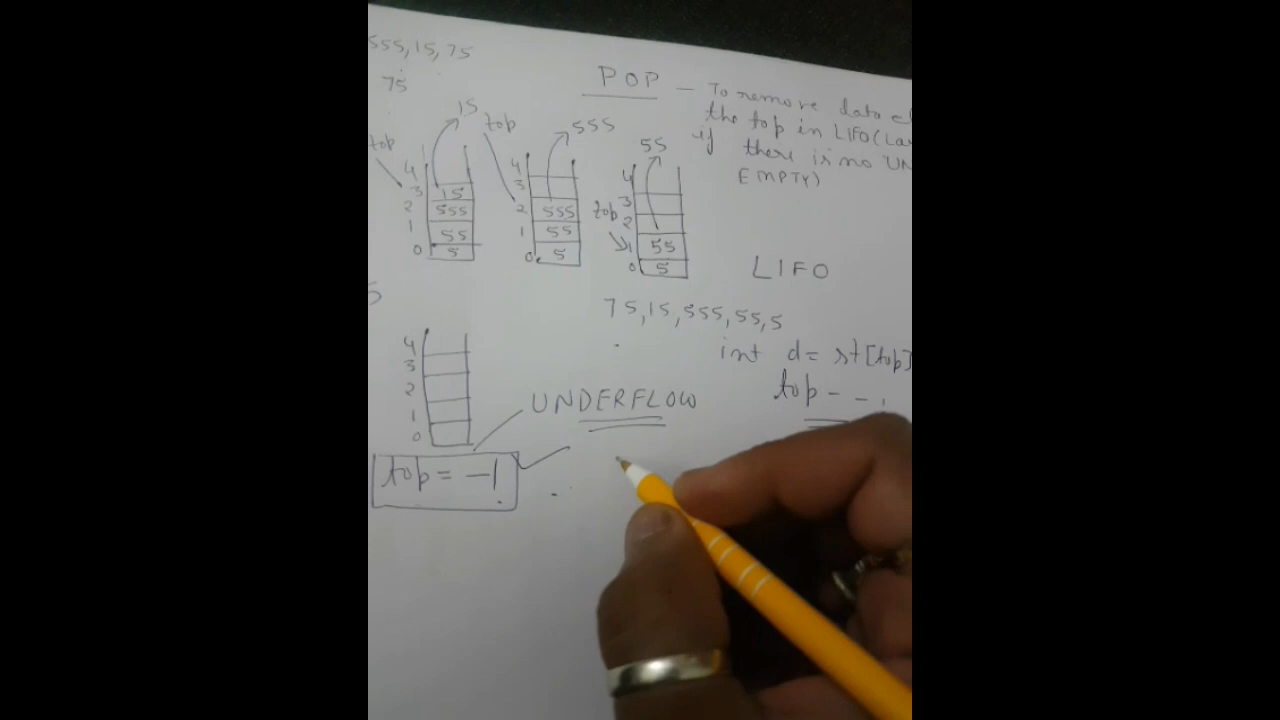 555, 15, 75
75
POP - To remove data
the top in LIFO (
if there is no
EMPTY)
15 top 555 55
top
4
3 15
2 555
1 55
0 5
4
3
2 555
1 55
0 5
4
3
top 2
1 55
0 5
LIFO
75, 15, 555, 55, 5
int d = st[top]
top--
4
3
2
1
0
UNDERFLOW
top = -1